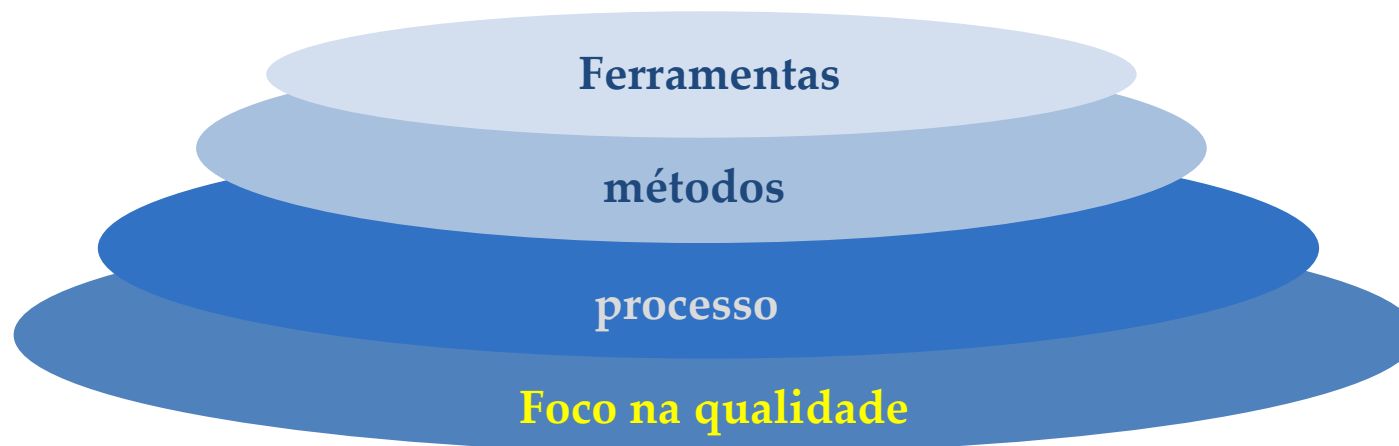 Ferramentas
métodos
processo
Foco na qualidade